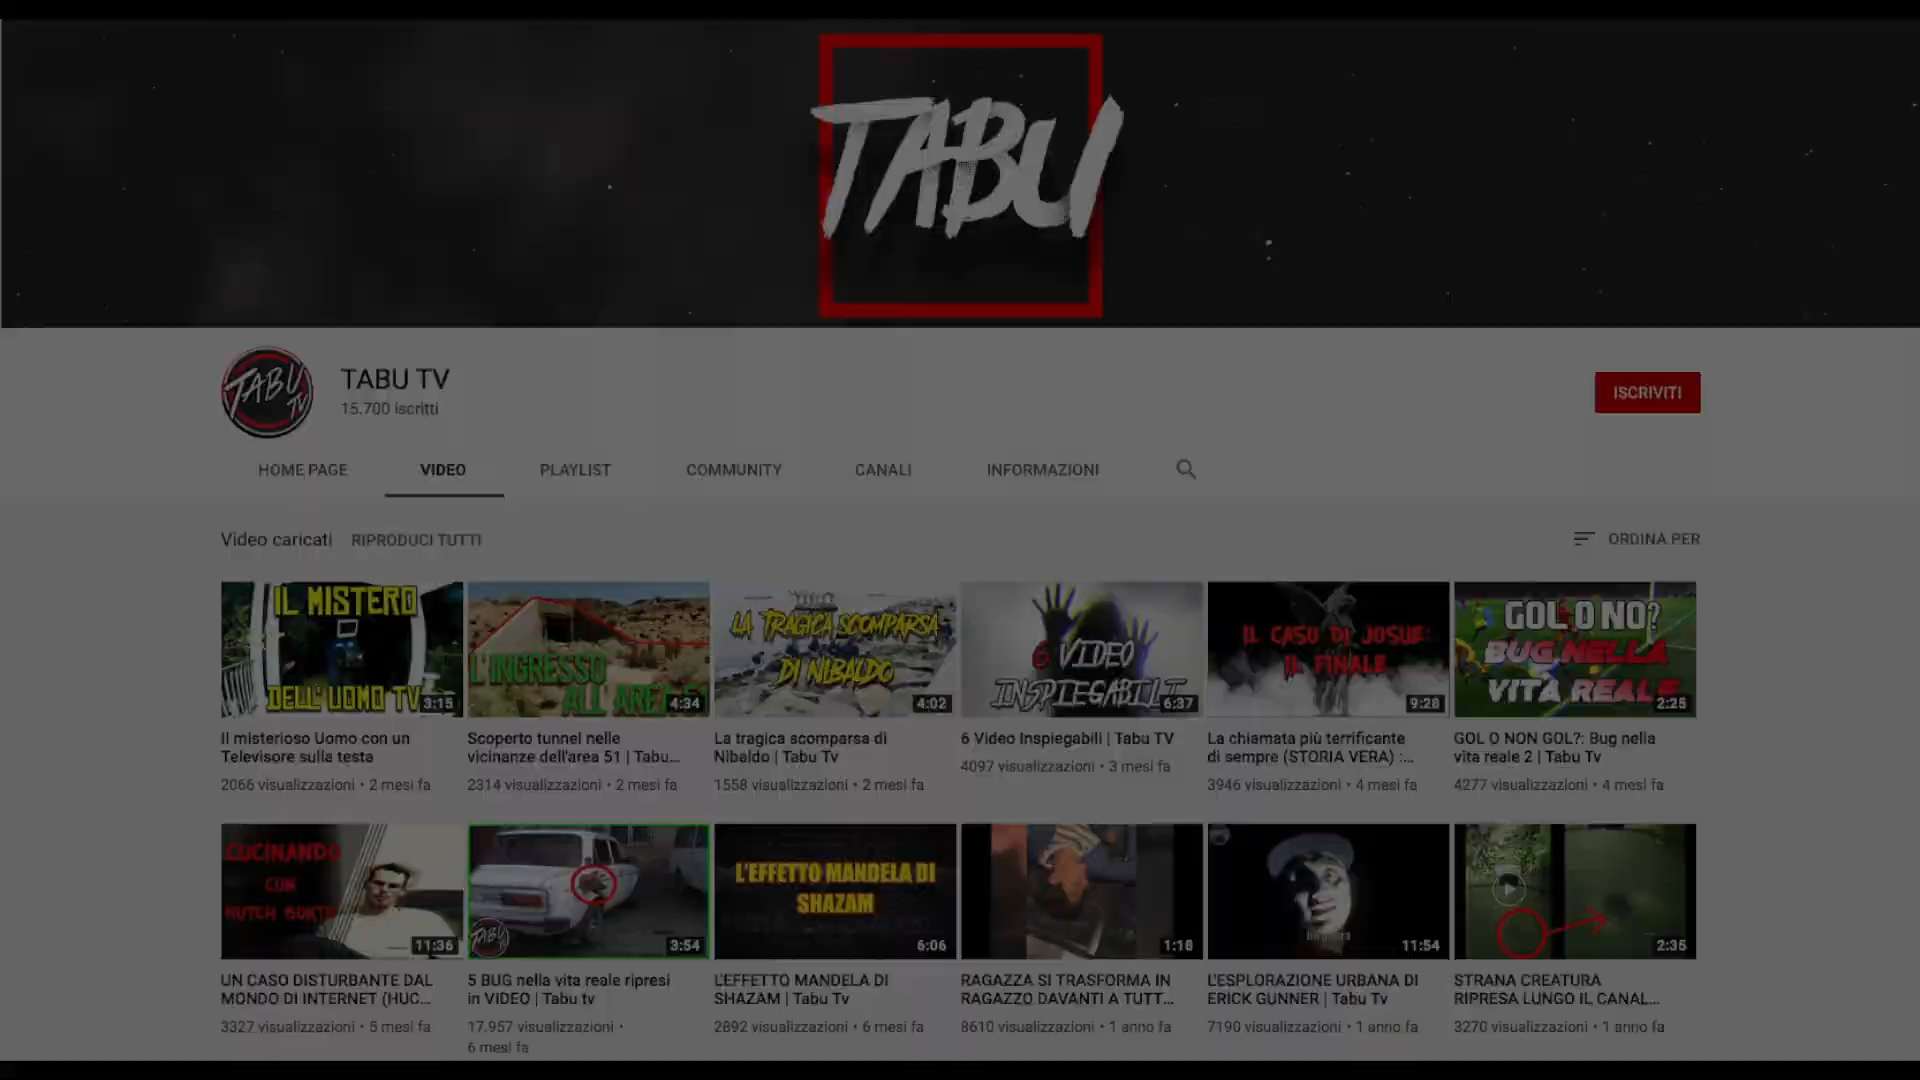 TABU
TABU TV
TABU TV
15.700 iscritti
ISCRIVITI
HOME PAGE
VIDEO
PLAYLIST
COMMUNITY
CANALI
INFORMAZIONI
Video caricati
RIPRODUCI TUTTI
ORDINA PER
IL MISTERO
DELL'UOMO TV
3:15
L'INGRESSO
ALL'AREA 51
4:34
LA TRAGICA SCOMPARSA
DI NIBALDO
4:02
6 VIDEO
INSPIEGABILI
6:37
IL CASO DI JOSUE:
IL FINALE
9:28
GOL O NO?
BUG NELLA
VITA REALE
2:25
Il misterioso Uomo con un
Televisore sulla testa
2066 visualizzazioni • 2 mesi fa
Scoperto tunnel nelle
vicinanze dell'area 51 | Tabu...
2314 visualizzazioni • 2 mesi fa
La tragica scomparsa di
Nibaldo | Tabu Tv
1558 visualizzazioni • 2 mesi fa
6 Video Inspiegabili | Tabu TV
4097 visualizzazioni • 3 mesi fa
La chiamata più terrificante
di sempre (STORIA VERA) :...
3946 visualizzazioni • 4 mesi fa
GOL O NON GOL?: Bug nella
vita reale 2 | Tabu Tv
4277 visualizzazioni • 4 mesi fa
CUCINANDO
CON
11:36
TABU
3:54
L'EFFETTO MANDELA DI
SHAZAM
6:06
1:18
11:54
2:35
UN CASO DISTURBANTE DAL
MONDO DI INTERNET (HUC...
3327 visualizzazioni • 5 mesi fa
5 BUG nella vita reale ripresi
in VIDEO | Tabu tv
17.957 visualizzazioni •
6 mesi fa
L'EFFETTO MANDELA DI
SHAZAM | Tabu Tv
2892 visualizzazioni • 6 mesi fa
RAGAZZA SI TRASFORMA IN
RAGAZZO DAVANTI A TUTT...
8610 visualizzazioni • 1 anno fa
L'ESPLORAZIONE URBANA DI
ERICK GUNNER | Tabu Tv
7190 visualizzazioni • 1 anno fa
STRANA CREATURA
RIPRESA LUNGO IL CANAL...
3270 visualizzazioni • 1 anno fa